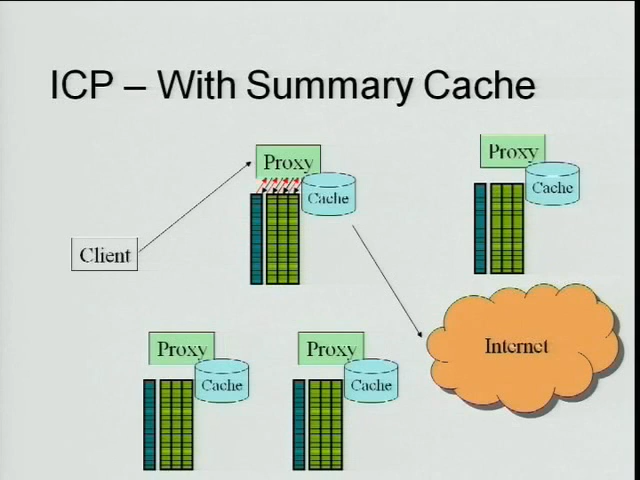 ICP – With Summary Cache
Proxy
Cache
Proxy
Cache
Client
Internet
Proxy
Cache
Proxy
Cache